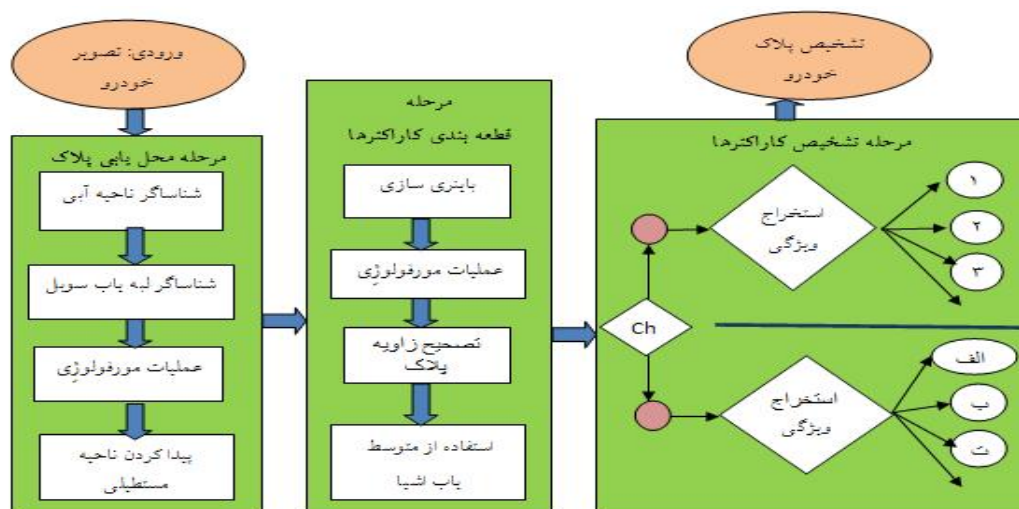 ورودی: تصویر
خودرو
مرحله محل یابی پلاک
شناساگر ناحیه آبی
شناساگر لبه یاب سوبل
عملیات مورفولوژی
پیدا کردن ناحیه
مستطیلی
مرحله
قطعه بندی کاراکترها
باینری سازی
عملیات مورفولوژی
تصحیح زاویه
پلاک
استفاده از متوسط
یاب اشیا
تشخیص پلاک
خودرو
مرحله تشخیص کاراکترها
Ch
استخراج
ویژگی
۱
۲
۳
استخراج
ویژگی
الف
ب
ت